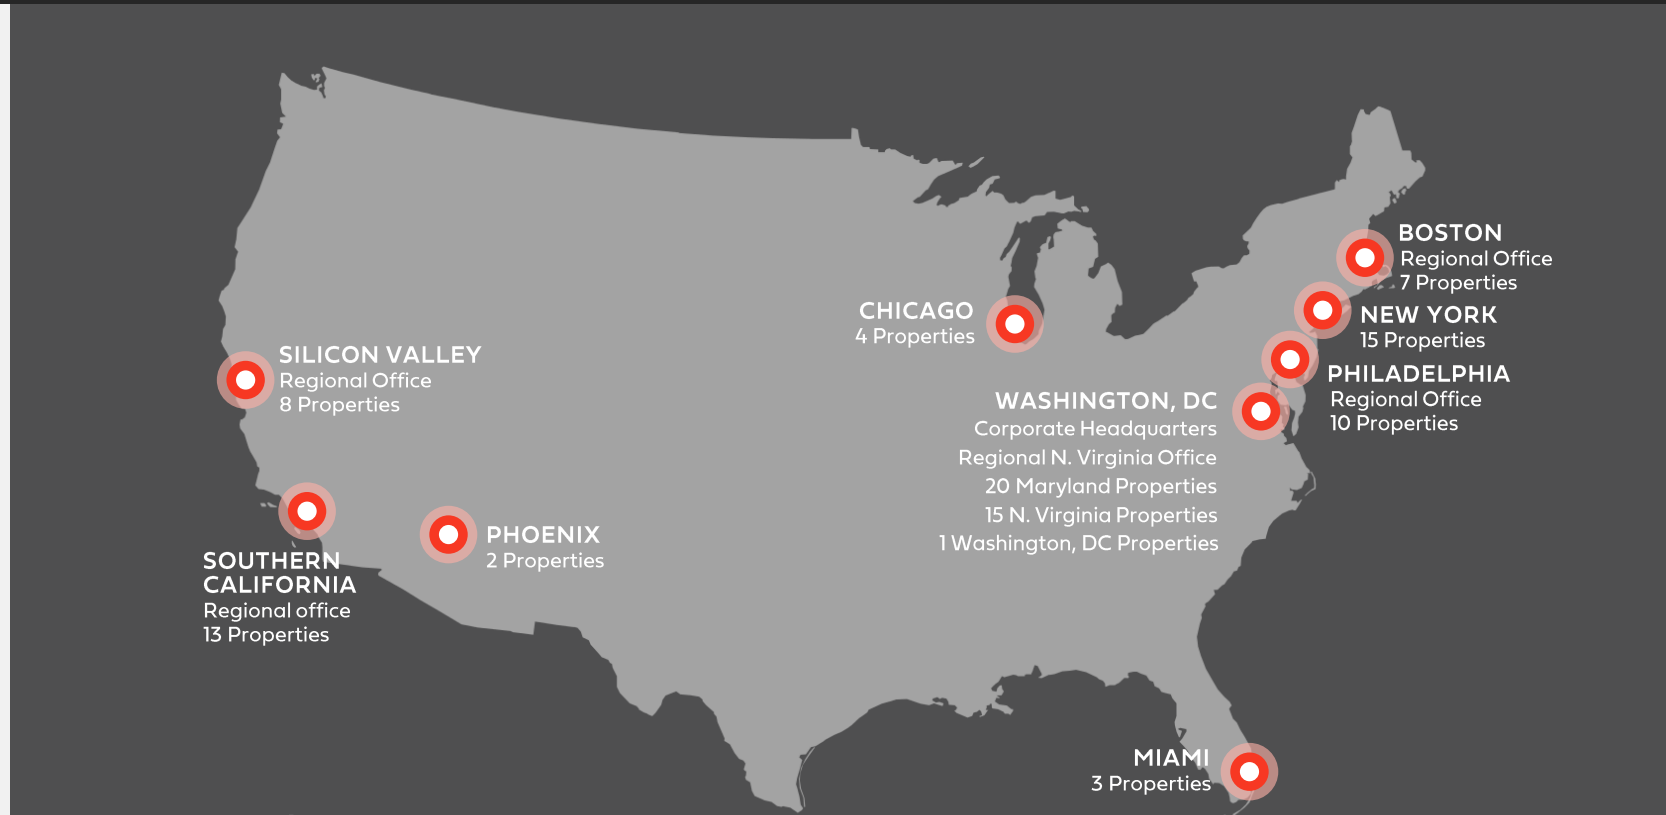 BOSTON
Regional Office
7 Properties
CHICAGO
4 Properties
NEW YORK
15 Properties
SILICON VALLEY
Regional Office
8 Properties
PHILADELPHIA
Regional Office
10 Properties
WASHINGTON, DC
Corporate Headquarters
Regional N. Virginia Office
20 Maryland Properties
15 N. Virginia Properties
1 Washington, DC Properties
PHOENIX
2 Properties
SOUTHERN
CALIFORNIA
Regional office
13 Properties
MIAMI
3 Properties